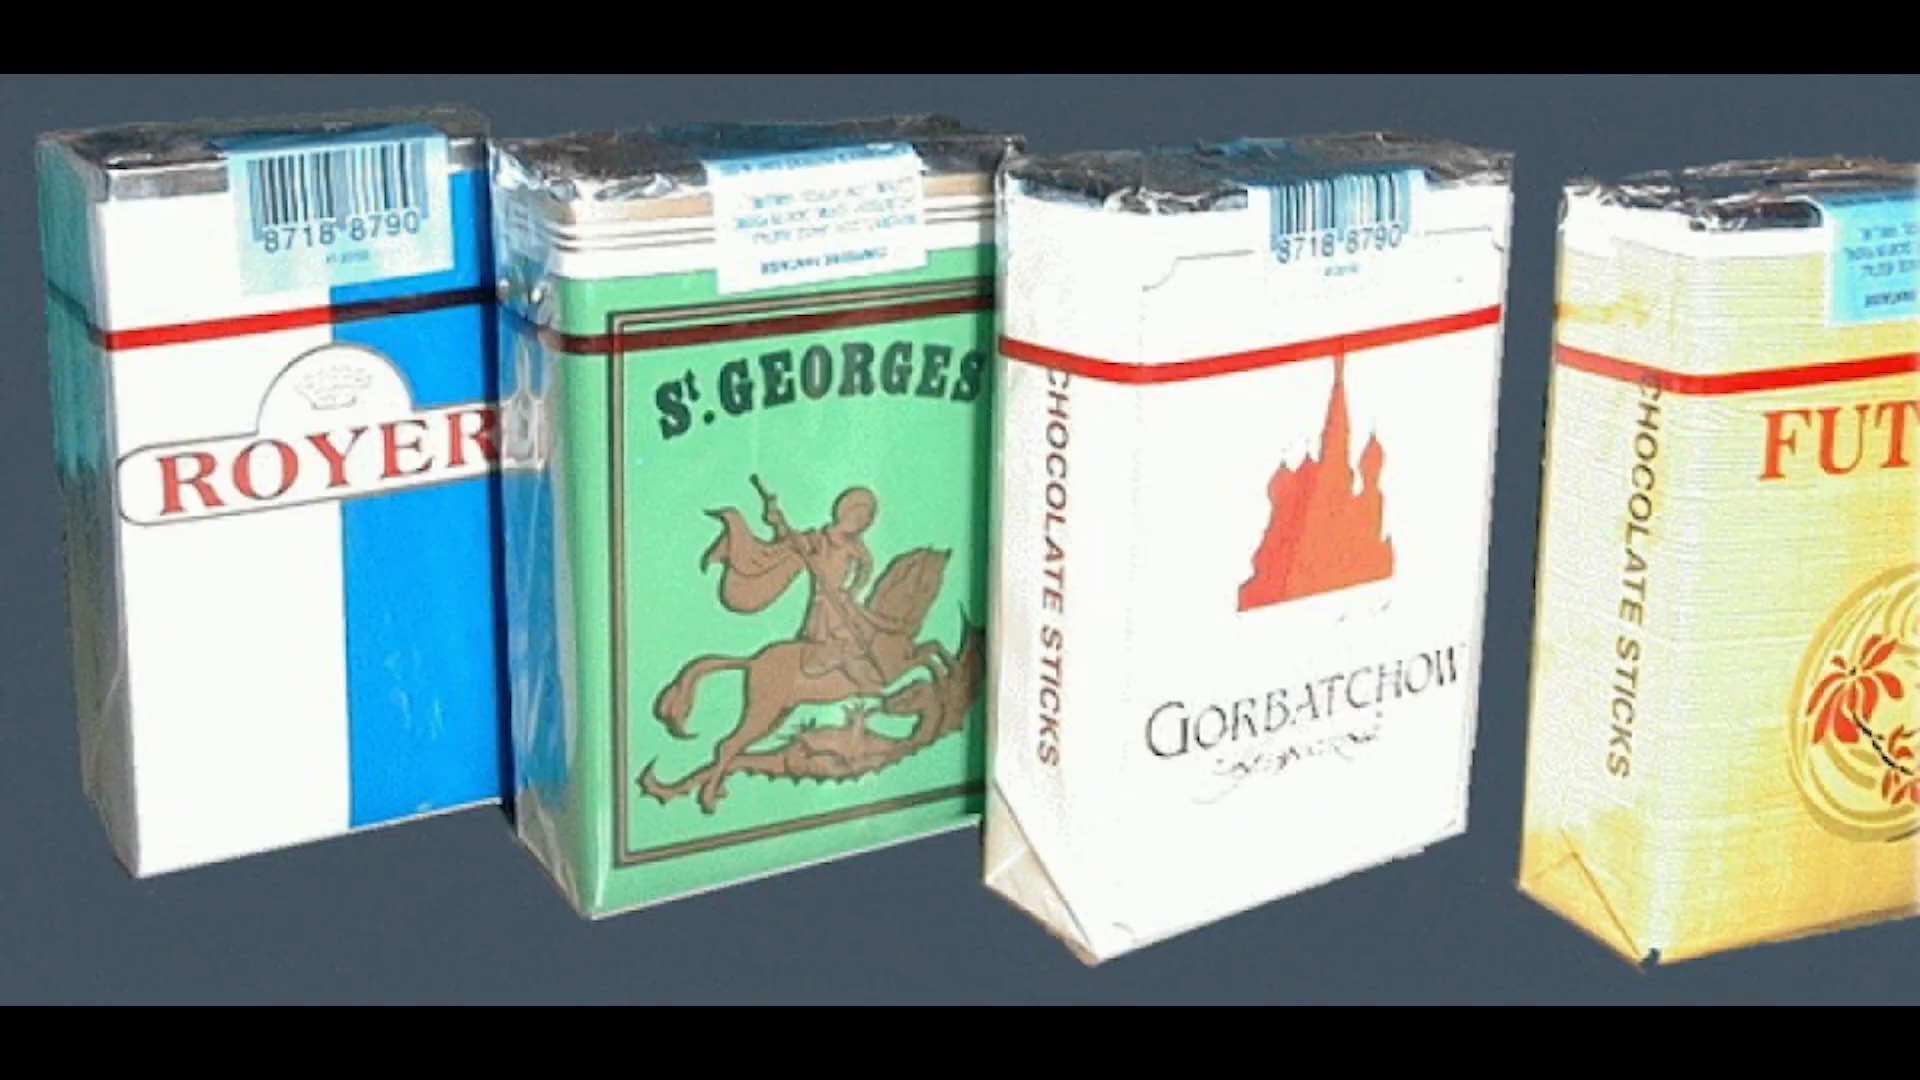 8718 8790
ROYER
St. GEORGES
8718 8790
CHOCOLATE STICKS
GORBATCHOW
CHOCOLATE STICKS
FUT